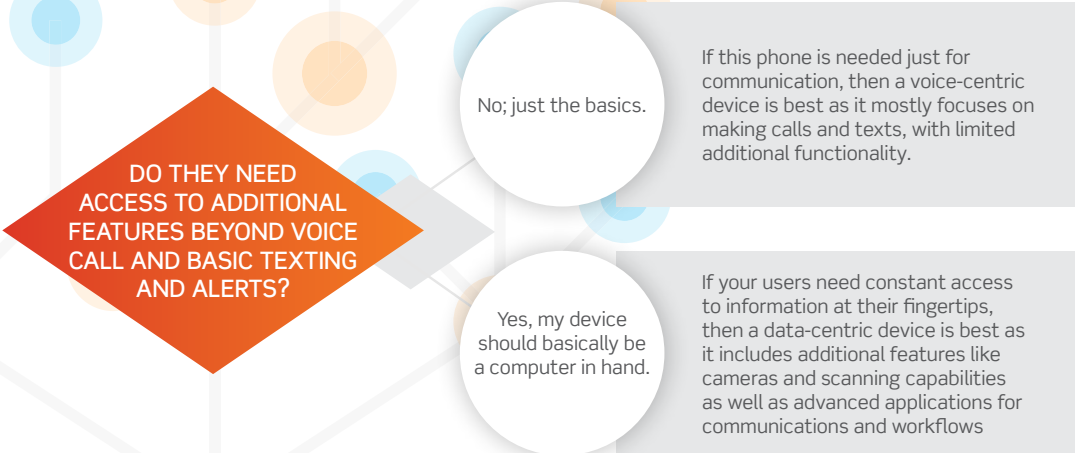 DO THEY NEED
ACCESS TO ADDITIONAL
FEATURES BEYOND VOICE
CALL AND BASIC TEXTING
AND ALERTS?
No; just the basics.
If this phone is needed just for
communication, then a voice-centric
device is best as it mostly focuses on
making calls and texts, with limited
additional functionality.
Yes, my device
should basically be
a computer in hand.
If your users need constant access
to information at their fingertips,
then a data-centric device is best as
it includes additional features like
cameras and scanning capabilities
as well as advanced applications for
communications and workflows